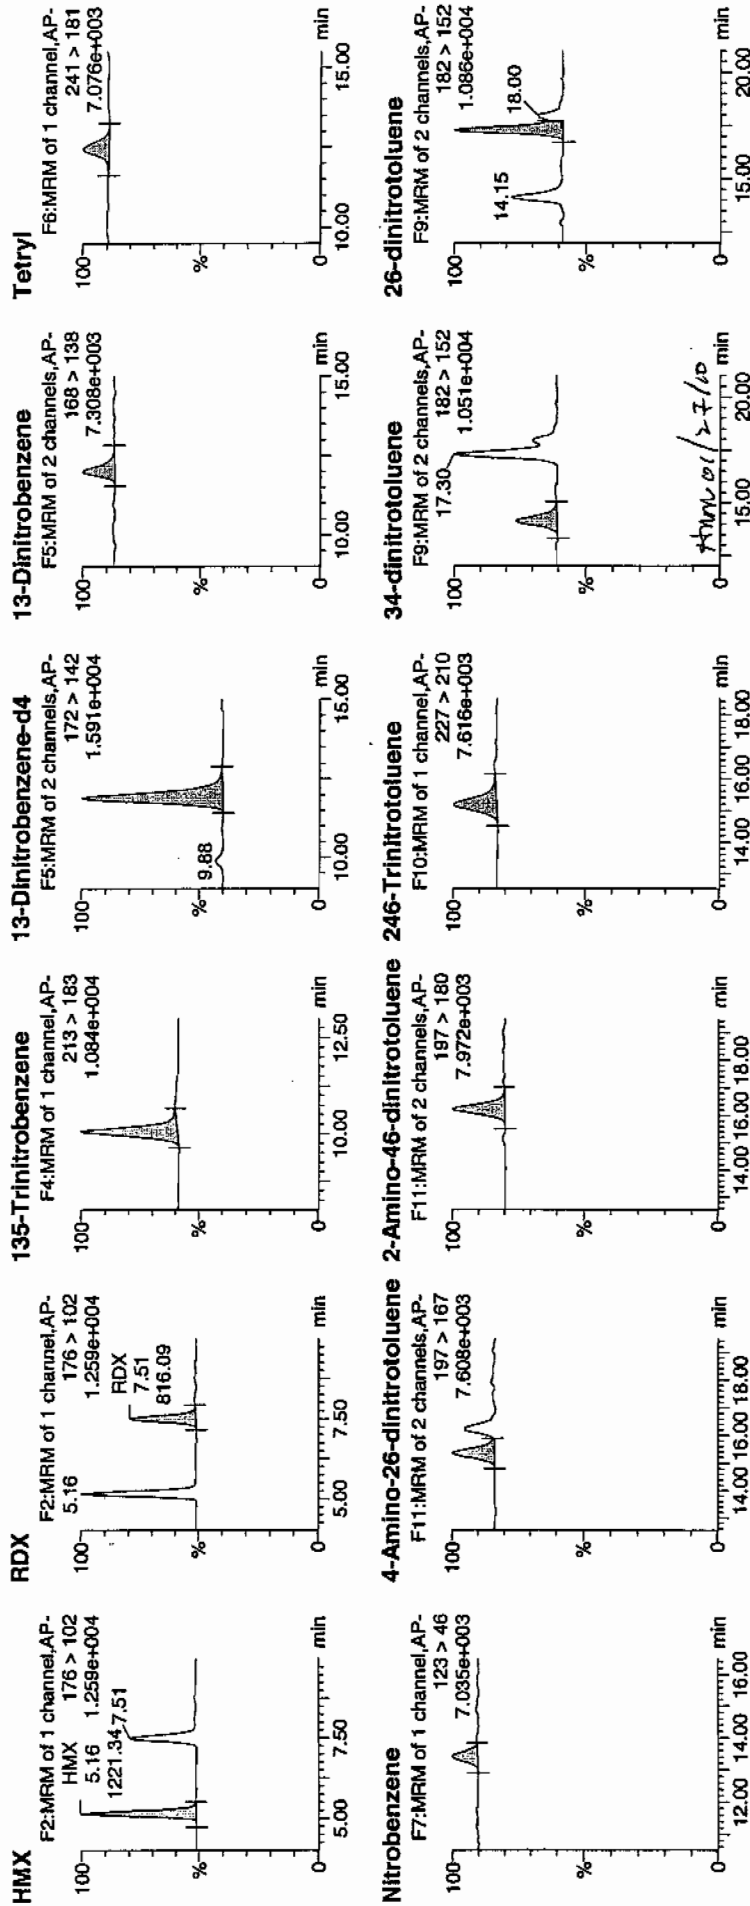 HMX
F2:MRM of 1 channel,AP-
176 > 102
1.259e+004
HMX
5.16
1221.34
7.51
100
%
0
5.00
7.50
min
RDX
F2:MRM of 1 channel,AP-
176 > 102
1.259e+004
5.16
RDX
7.51
816.09
100
%
0
5.00
7.50
min
135-Trinitrobenzene
F4:MRM of 1 channel,AP-
213 > 183
1.084e+004
100
%
0
10.00
12.50
min
13-Dinitrobenzene-d4
F5:MRM of 2 channels,AP-
172 > 142
1.591e+004
9.88
100
%
0
10.00
15.00
min
13-Dinitrobenzene
F5:MRM of 2 channels,AP-
168 > 138
7.308e+003
100
%
0
10.00
15.00
min
Tetryl
F6:MRM of 1 channel,AP-
241 > 181
7.076e+003
100
%
0
10.00
15.00
min
Nitrobenzene
F7:MRM of 1 channel,AP-
123 > 46
7.035e+003
100
%
0
12.00
14.00
16.00
min
4-Amino-26-dinitrotoluene
F11:MRM of 2 channels,AP-
197 > 167
7.608e+003
100
%
0
14.00
16.00
18.00
min
2-Amino-46-dinitrotoluene
F11:MRM of 2 channels,AP-
197 > 180
7.972e+003
100
%
0
14.00
16.00
18.00
min
246-Trinitrotoluene
F10:MRM of 1 channel,AP-
227 > 210
7.616e+003
100
%
0
14.00
16.00
18.00
min
34-dinitrotoluene
F9:MRM of 2 channels,AP-
182 > 152
1.051e+004
17.30
100
%
0
15.00
20.00
min
26-dinitrotoluene
F9:MRM of 2 channels,AP-
182 > 152
1.086e+004
14.15
18.00
100
%
0
15.00
20.00
min